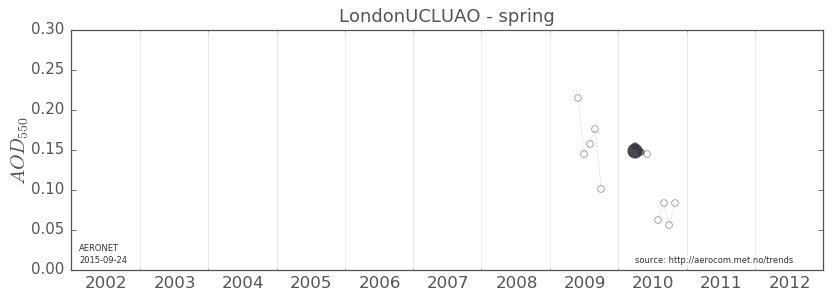 LondonUCLUAO - spring
0.30
0.25
0.20
0.15
0.10
0.05
0.00
AOD550
AERONET
2015-09-24
source: http://aerocom.met.no/trends
2002 2003 2004 2005 2006 2007 2008 2009 2010 2011 2012